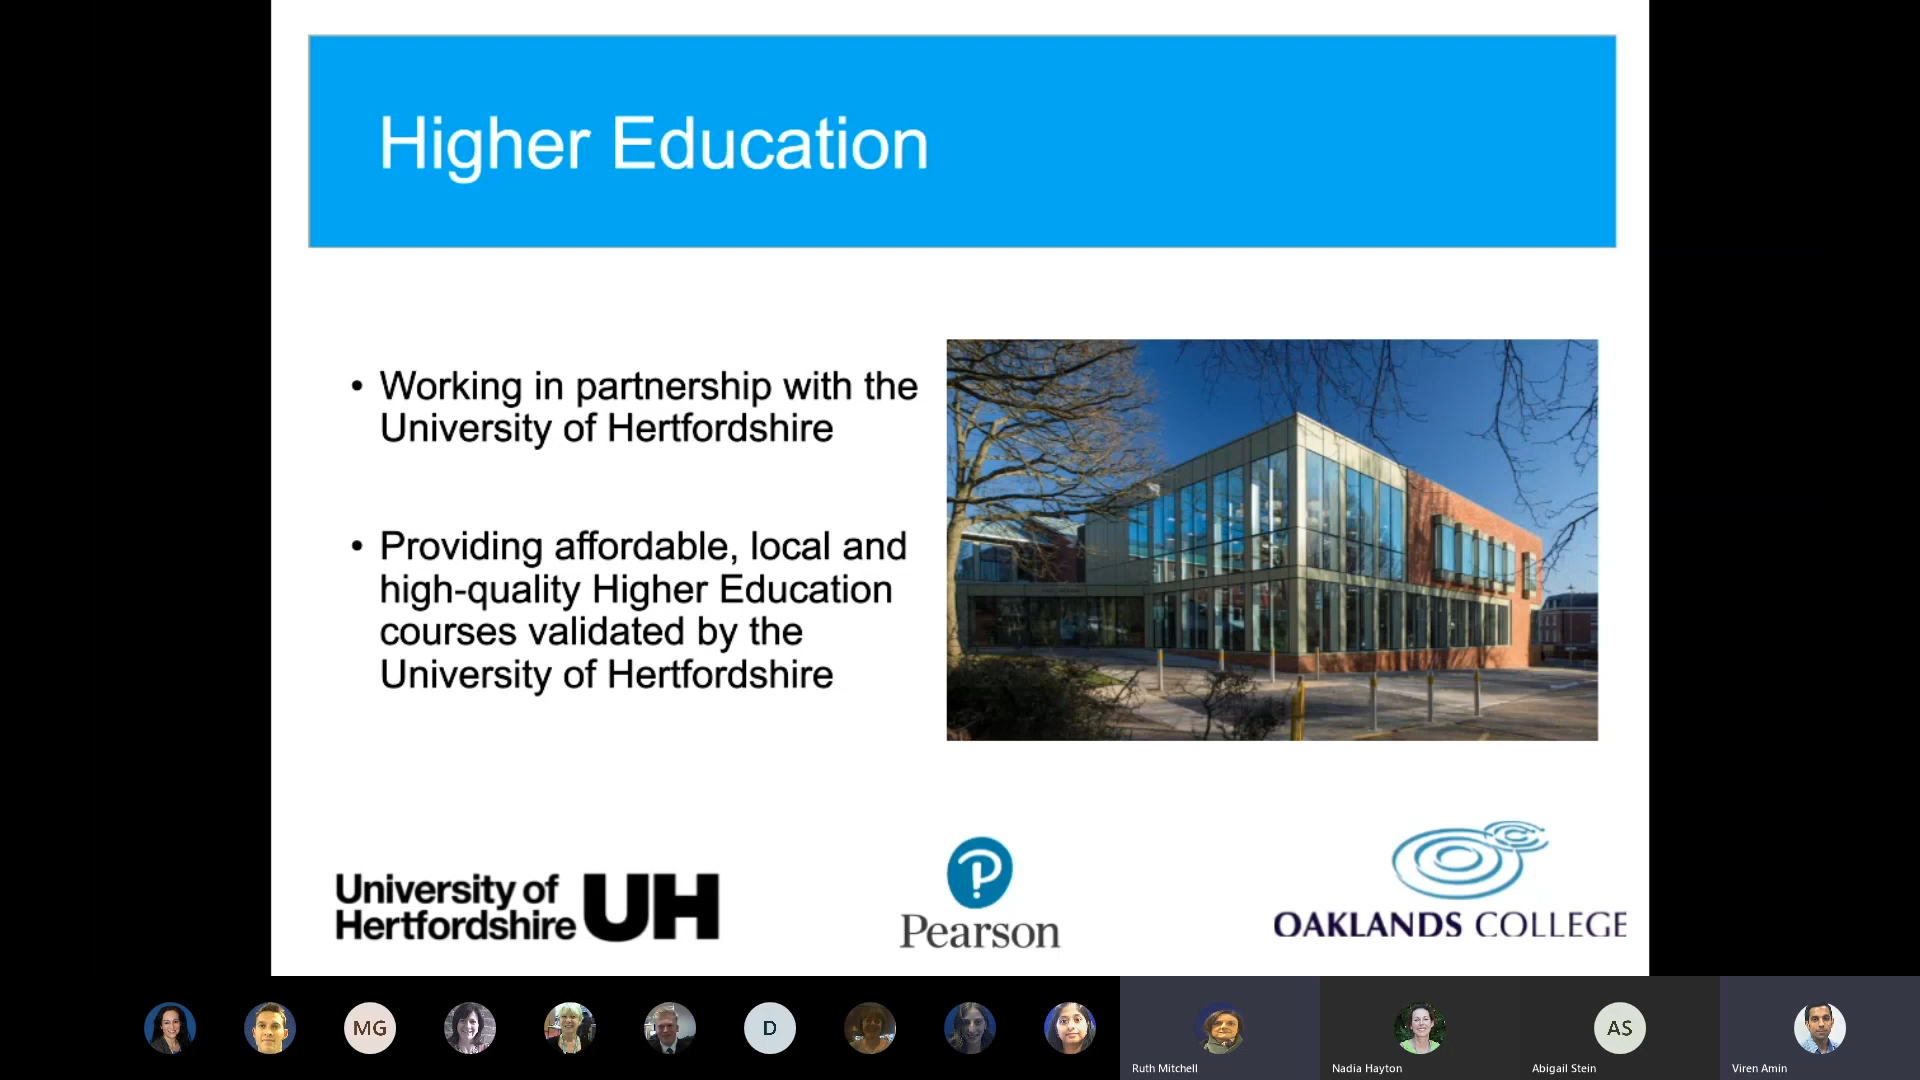 Higher Education
• Working in partnership with the
University of Hertfordshire
• Providing affordable, local and
high-quality Higher Education
courses validated by the
University of Hertfordshire
University of
Hertfordshire
UH
P
Pearson
OAKLANDS COLLEGE
MG
D
AS
Ruth Mitchell
Nadia Hayton
Abigail Stein
Viren Amin